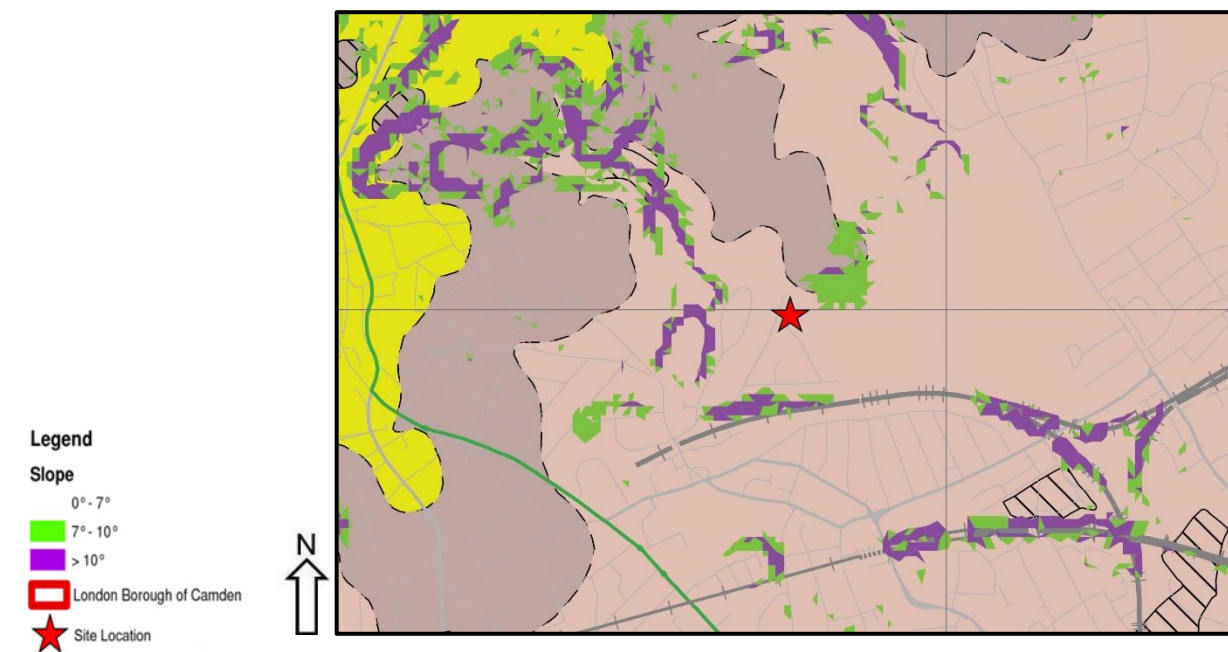 Legend
Slope
0° - 7°
7° - 10°
> 10°
London Borough of Camden
Site Location
N